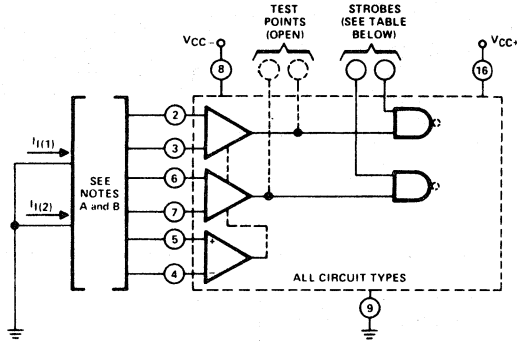 TEST
POINTS
(OPEN)
STROBES
(SEE TABLE
BELOW)
VCC-
VCC+
8
16
2
3
6
7
5
4
II(1)
II(2)
SEE
NOTES
A and B
+
−
ALL CIRCUIT TYPES
9